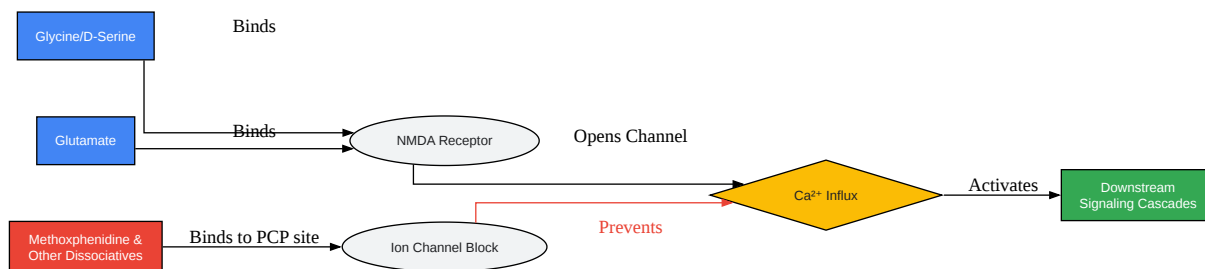 Glycine/D-Serine
Binds
Glutamate
Binds
NMDA Receptor
Opens Channel
Ca²⁺ Influx
Activates
Downstream
Signaling Cascades
Methoxphenidine &
Other Dissociatives
Binds to PCP site
Ion Channel Block
Prevents